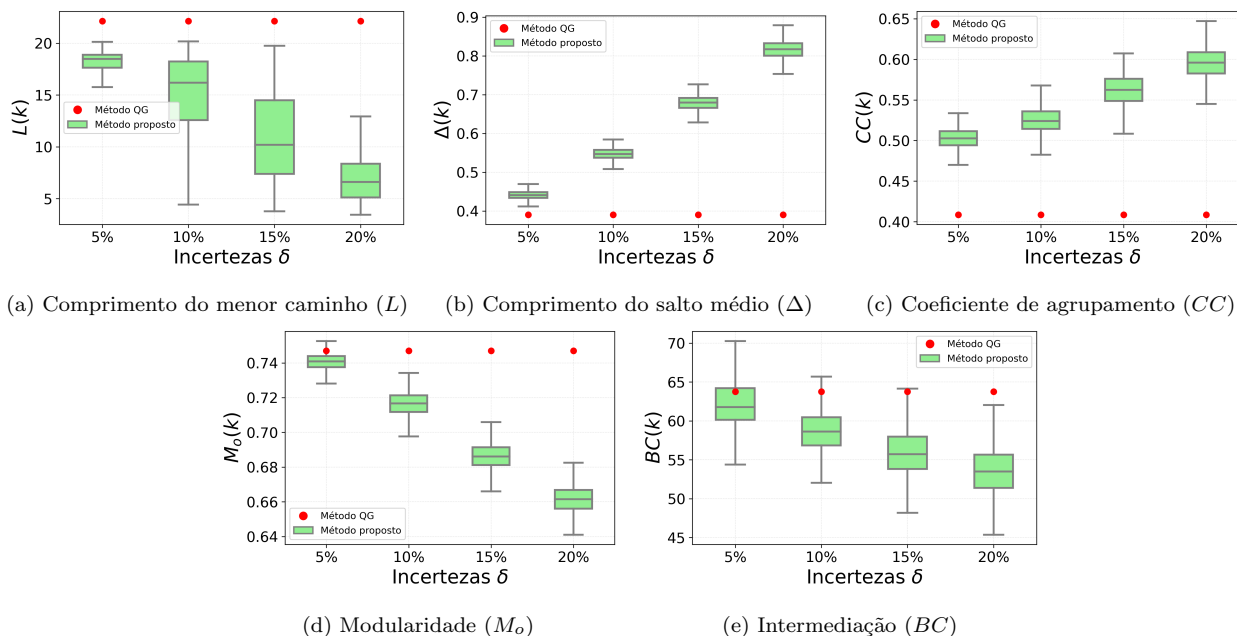 20
15
10
5
L(k)
Método QG
Método proposto
5%
10%
15%
20%
Incertezas δ
(a) Comprimento do menor caminho (L)
0.9
0.8
0.7
0.6
0.5
0.4
Δ(k)
Método QG
Método proposto
5%
10%
15%
20%
Incertezas δ
(b) Comprimento do salto médio (Δ)
0.65
0.60
0.55
0.50
0.45
0.40
CC(k)
Método QG
Método proposto
5%
10%
15%
20%
Incertezas δ
(c) Coeficiente de agrupamento (CC)
0.74
0.72
0.70
0.68
0.66
0.64
Mₒ(k)
Método QG
Método proposto
5%
10%
15%
20%
Incertezas δ
(d) Modularidade (Mₒ)
70
65
60
55
50
45
BC(k)
Método QG
Método proposto
5%
10%
15%
20%
Incertezas δ
(e) Intermediação (BC)